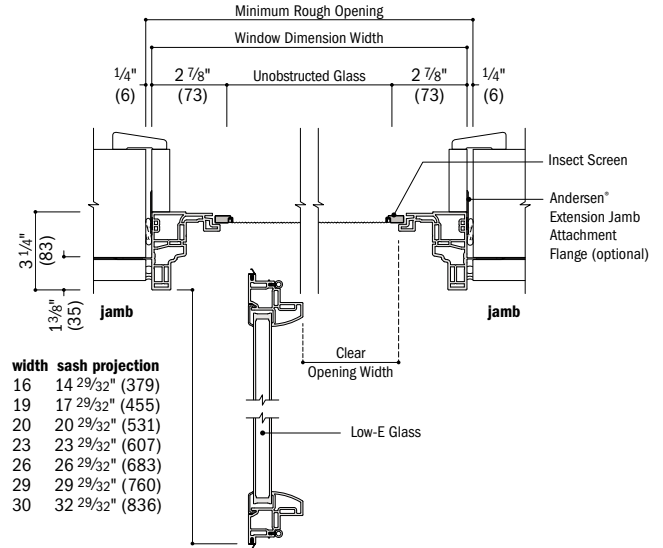 Minimum Rough Opening
Window Dimension Width
1/4" 2 7/8" Unobstructed Glass 2 7/8" 1/4"
(6) (73) (73) (6)
Insect Screen
Andersen®
Extension Jamb
Attachment
Flange (optional)
3 1/4"
(83)
1 3/8"
(35)
jamb
jamb
Clear
Opening Width
Low-E Glass
width sash projection
16 14 29/32" (379)
19 17 29/32" (455)
20 20 29/32" (531)
23 23 29/32" (607)
26 26 29/32" (683)
29 29 29/32" (760)
30 32 29/32" (836)